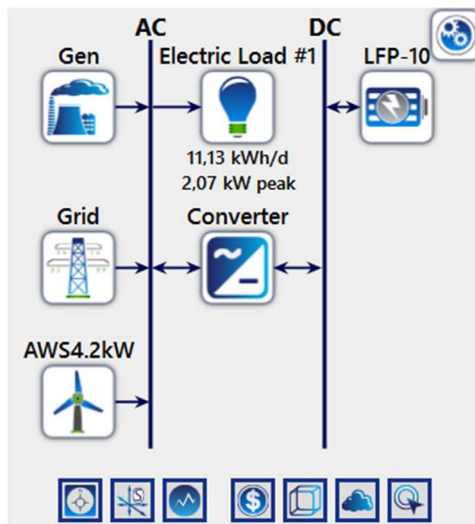 AC DC
Gen Electric Load #1 LFP-10
11,13 kWh/d
2,07 kW peak
Grid Converter
AWS4.2kW
S
$